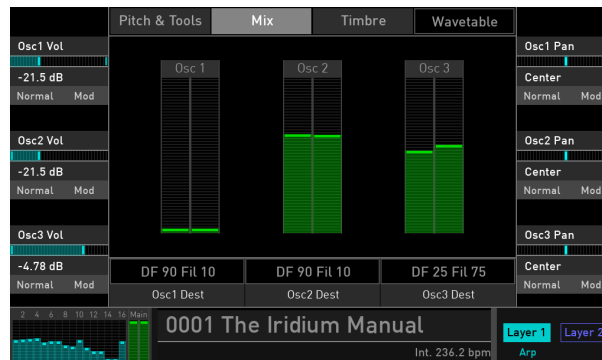 Pitch & Tools Mix Timbre Wavetable
Osc1 Vol
-21.5 dB
Normal Mod
Osc2 Vol
-21.5 dB
Normal Mod
Osc3 Vol
-4.78 dB
Normal Mod
Osc 1 Osc 2 Osc 3
DF 90 Fil 10 DF 90 Fil 10 DF 25 Fil 75
Osc1 Dest Osc2 Dest Osc3 Dest
Osc1 Pan
Center
Normal Mod
Osc2 Pan
Center
Normal Mod
Osc3 Pan
Center
Normal Mod
2 4 6 8 10 12 14 16 Main
0001 The Iridium Manual
Int. 236.2 bpm
Layer 1 Layer 2
Arp